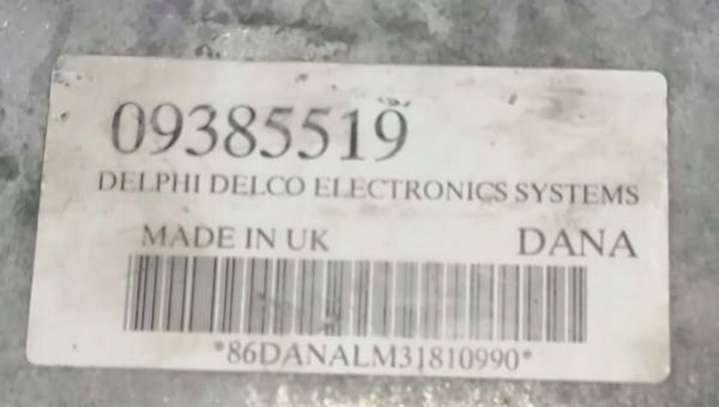 09385519
DELPHI DELCO ELECTRONICS SYSTEMS
MADE IN UK DANA
*86DANALM31810990*